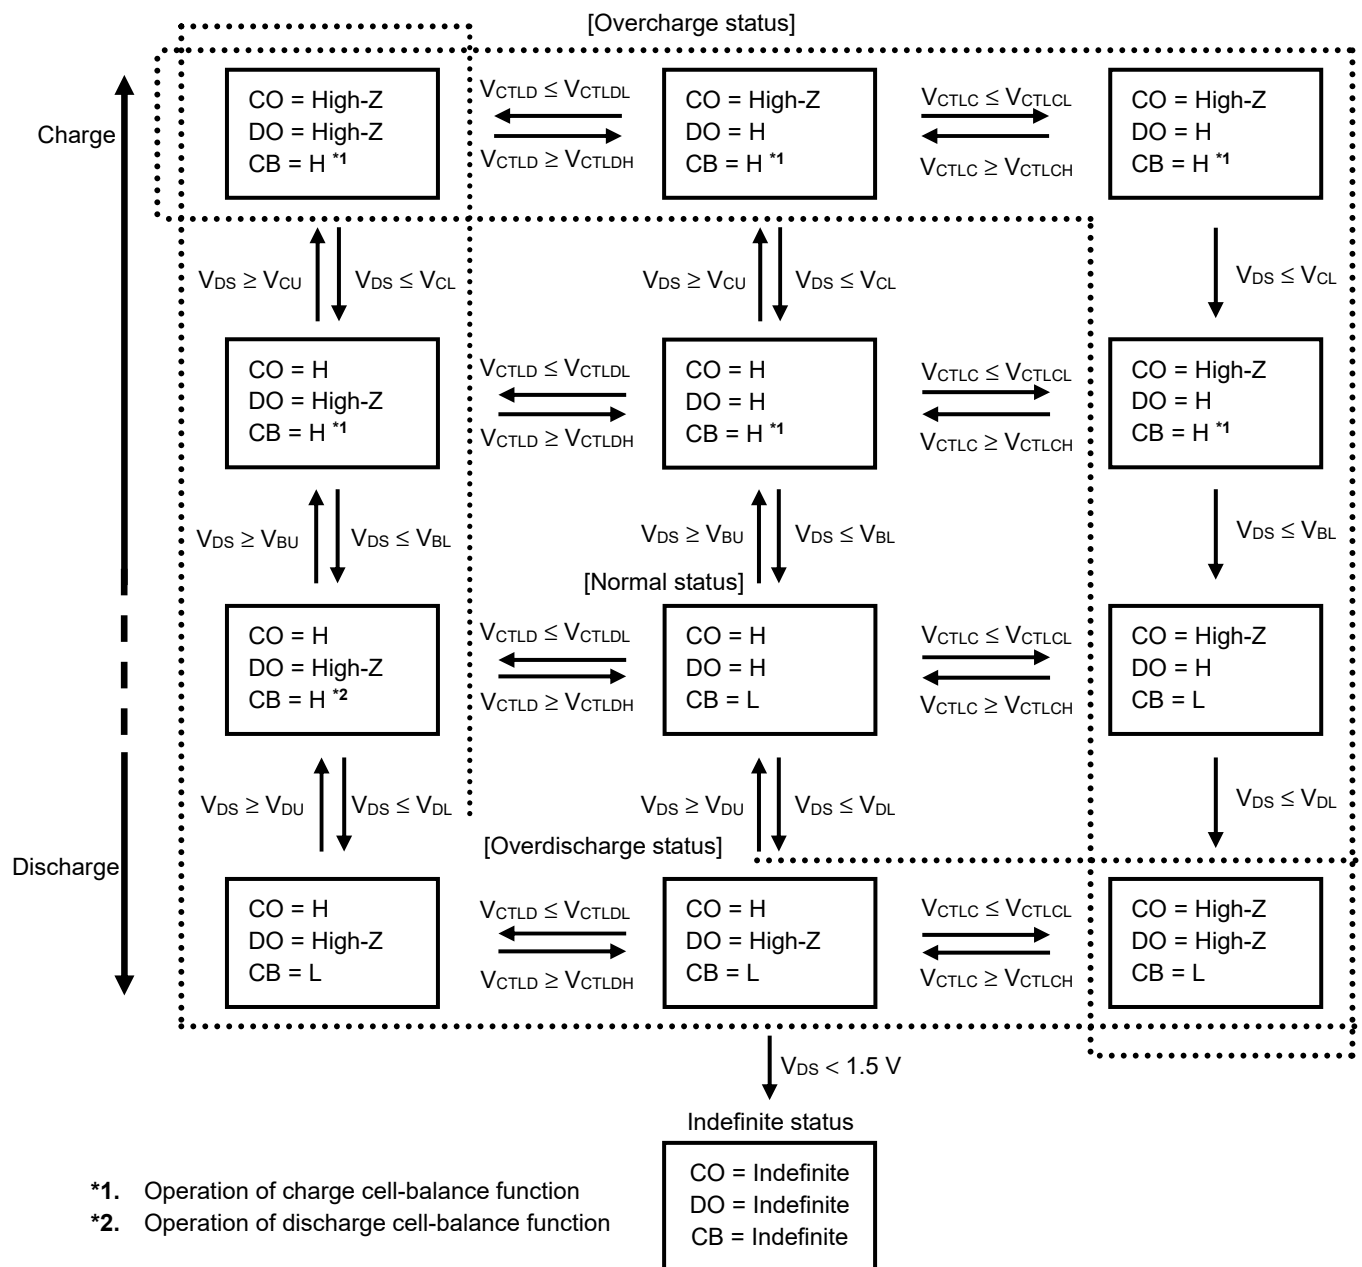 [Overcharge status]
Charge
CO = High-Z
DO = High-Z
CB = H *1
VCTLD ≤ VCTLDL
VCTLD ≥ VCTLDH
CO = High-Z
DO = H
CB = H *1
VCTLC ≤ VCTLCL
VCTLC ≥ VCTLCH
CO = High-Z
DO = H
CB = H *1
VDS ≥ VCU
VDS ≤ VCL
VDS ≥ VCU
VDS ≤ VCL
VDS ≤ VCL
CO = H
DO = High-Z
CB = H *1
VCTLD ≤ VCTLDL
VCTLD ≥ VCTLDH
CO = H
DO = H
CB = H *1
VCTLC ≤ VCTLCL
VCTLC ≥ VCTLCH
CO = High-Z
DO = H
CB = H *1
VDS ≥ VBU
VDS ≤ VBL
VDS ≥ VBU
VDS ≤ VBL
VDS ≤ VBL
[Normal status]
CO = H
DO = High-Z
CB = H *2
VCTLD ≤ VCTLDL
VCTLD ≥ VCTLDH
CO = H
DO = H
CB = L
VCTLC ≤ VCTLCL
VCTLC ≥ VCTLCH
CO = High-Z
DO = H
CB = L
VDS ≥ VDU
VDS ≤ VDL
VDS ≥ VDU
VDS ≤ VDL
VDS ≤ VDL
[Overdischarge status]
Discharge
CO = H
DO = High-Z
CB = L
VCTLD ≤ VCTLDL
VCTLD ≥ VCTLDH
CO = H
DO = High-Z
CB = L
VCTLC ≤ VCTLCL
VCTLC ≥ VCTLCH
CO = High-Z
DO = High-Z
CB = L
VDS < 1.5 V
Indefinite status
CO = Indefinite
DO = Indefinite
CB = Indefinite
*1. Operation of charge cell-balance function
*2. Operation of discharge cell-balance function